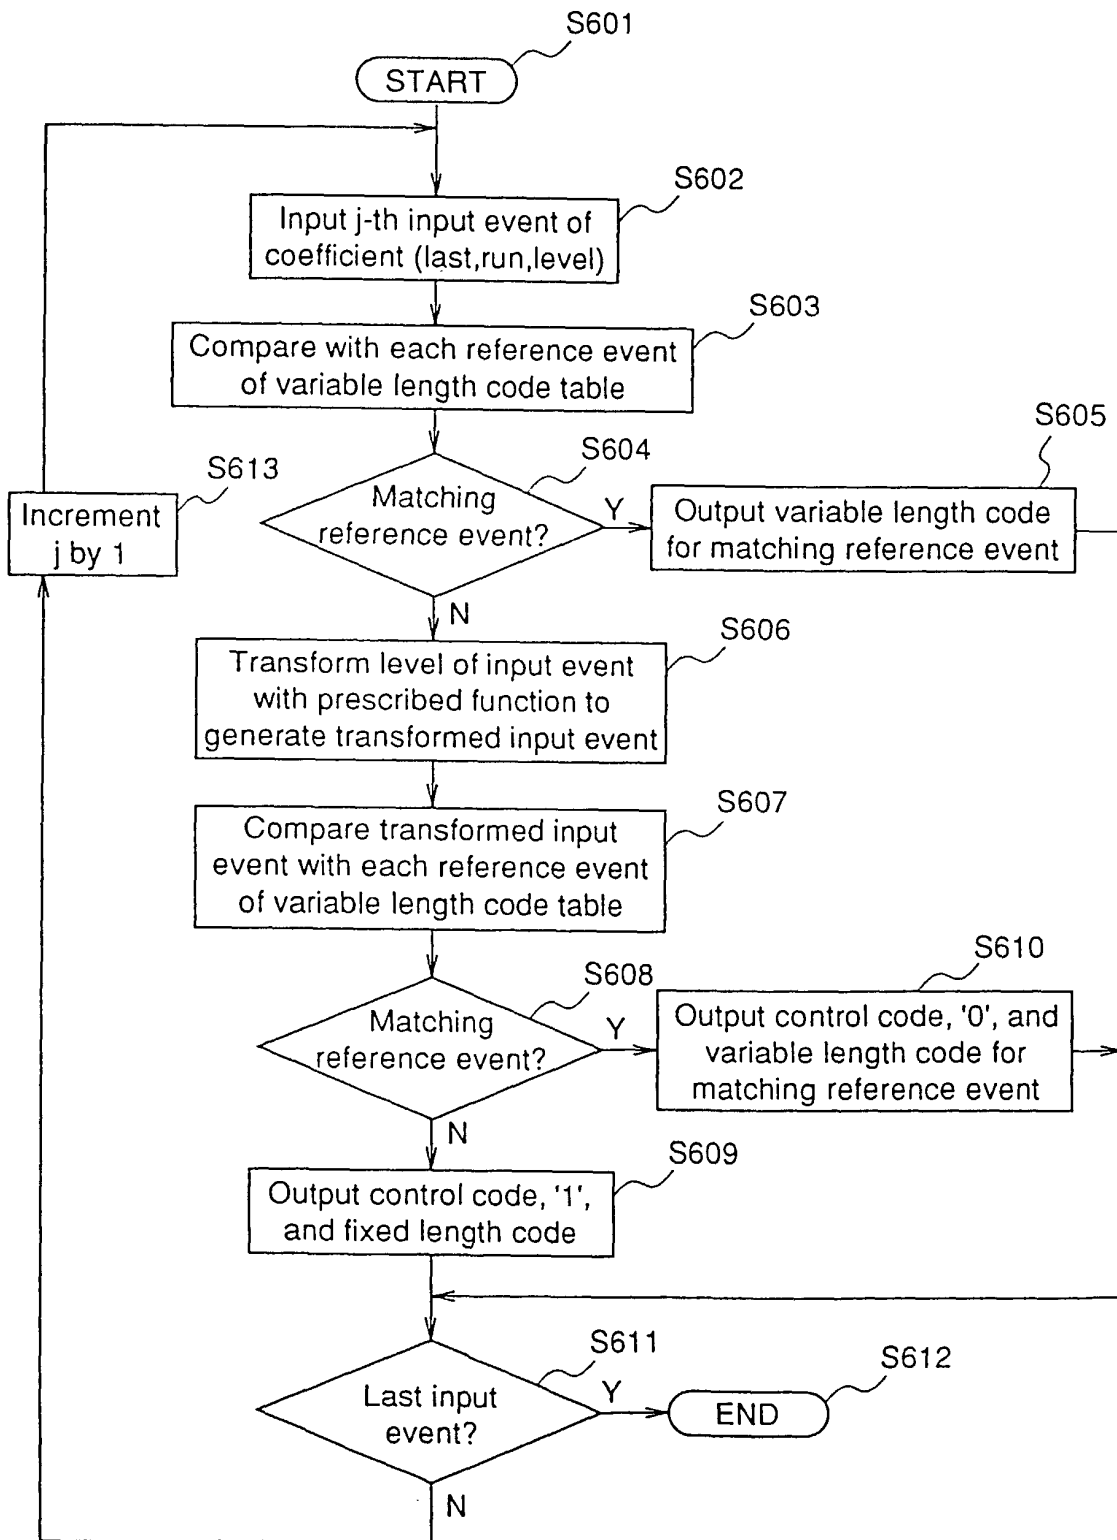 S601
START
S602
Input j-th input event of
coefficient (last,run,level)
S603
Compare with each reference event
of variable length code table
S605
S604
S613
Matching
reference event?
Y
Output variable length code
for matching reference event
Increment
j by 1
N
S606
Transform level of input event
with prescribed function to
generate transformed input event
S607
Compare transformed input
event with each reference event
of variable length code table
S610
S608
Matching
reference event?
Y
Output control code, '0', and
variable length code for
matching reference event
N
S609
Output control code, '1',
and fixed length code
S611
S612
Last input
event?
Y
END
N